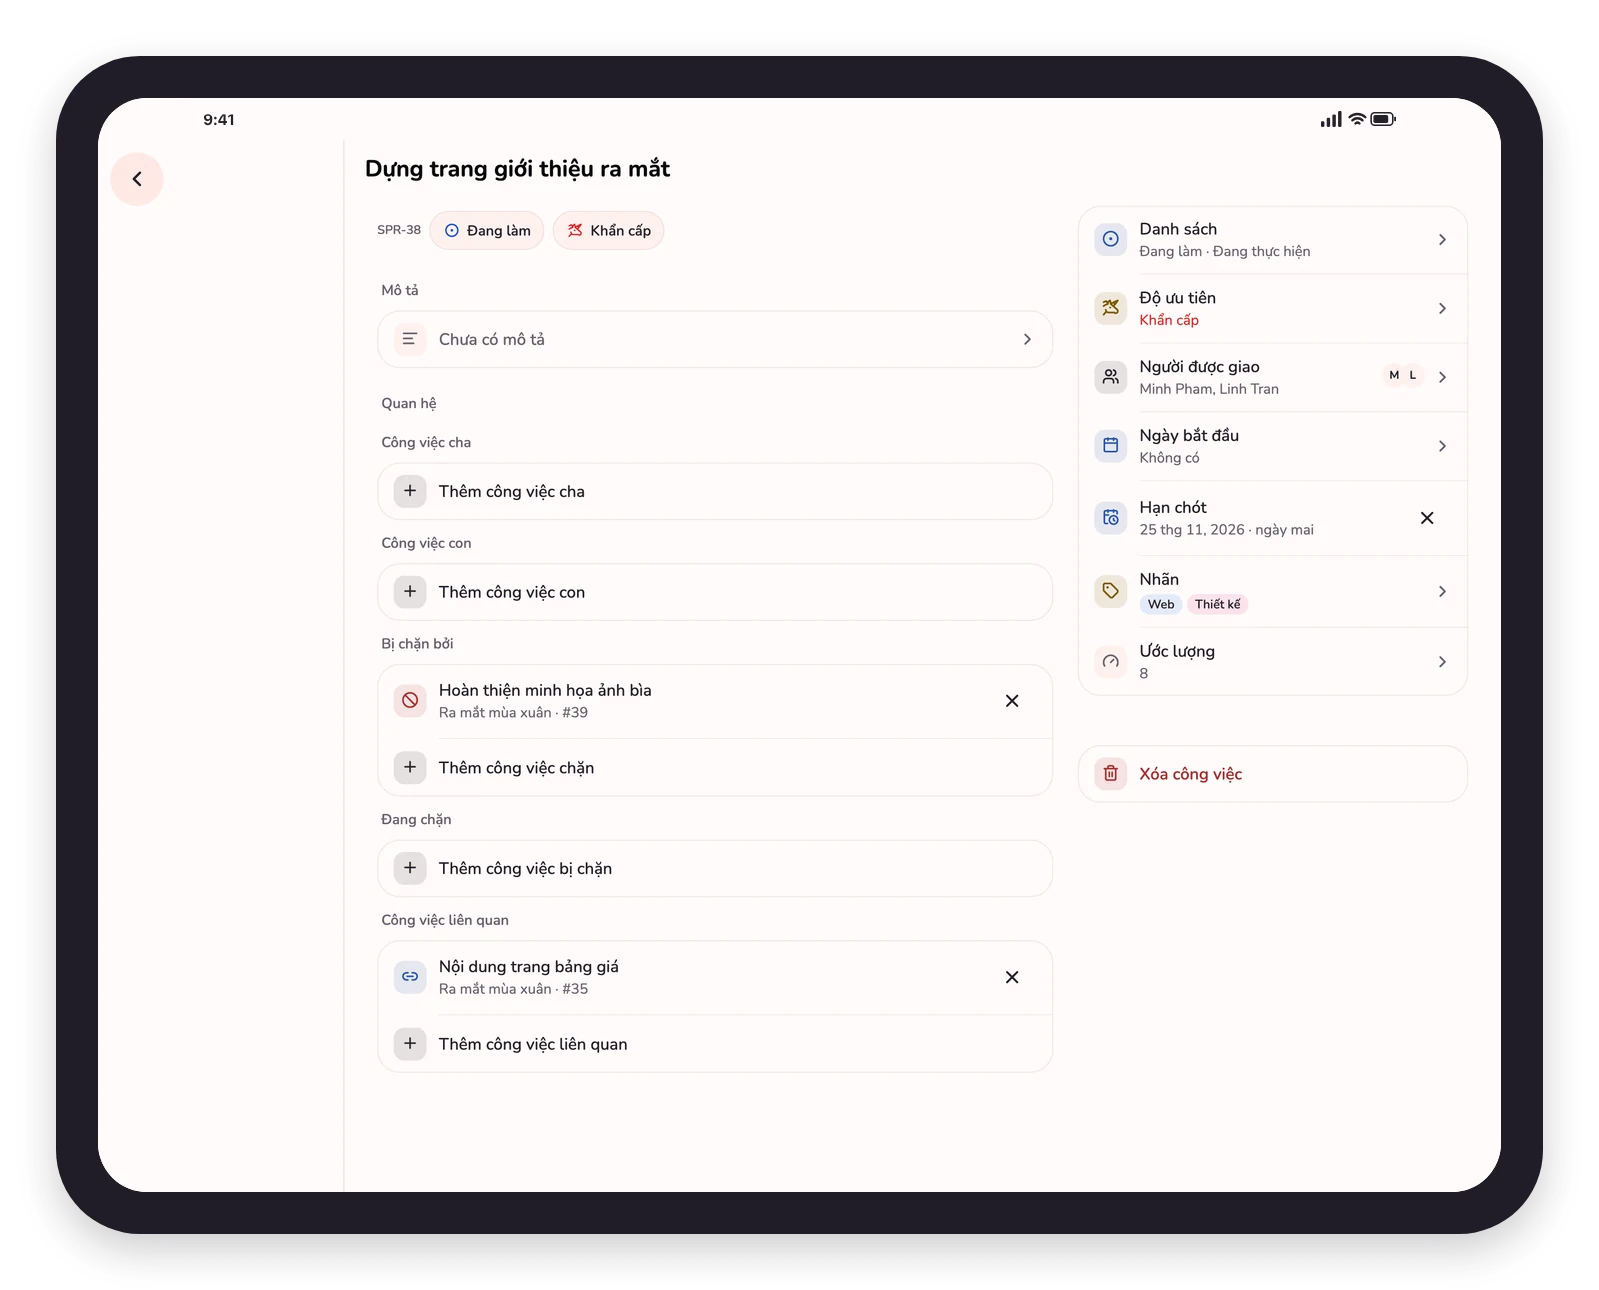 9:41
Dựng trang giới thiệu ra mắt
SPR-38
Đang làm
Khẩn cấp
Mô tả
Chưa có mô tả
Quan hệ
Công việc cha
Thêm công việc cha
Công việc con
Thêm công việc con
Bị chặn bởi
Hoàn thiện minh họa ảnh bìa
Ra mắt mùa xuân · #39
Thêm công việc chặn
Đang chặn
Thêm công việc bị chặn
Công việc liên quan
Nội dung trang bảng giá
Ra mắt mùa xuân · #35
Thêm công việc liên quan
Danh sách
Đang làm · Đang thực hiện
Độ ưu tiên
Khẩn cấp
Người được giao
Minh Pham, Linh Tran
M L
Ngày bắt đầu
Không có
Hạn chót
25 thg 11, 2026 · ngày mai
Nhãn
Web Thiết kế
Ước lượng
8
Xóa công việc